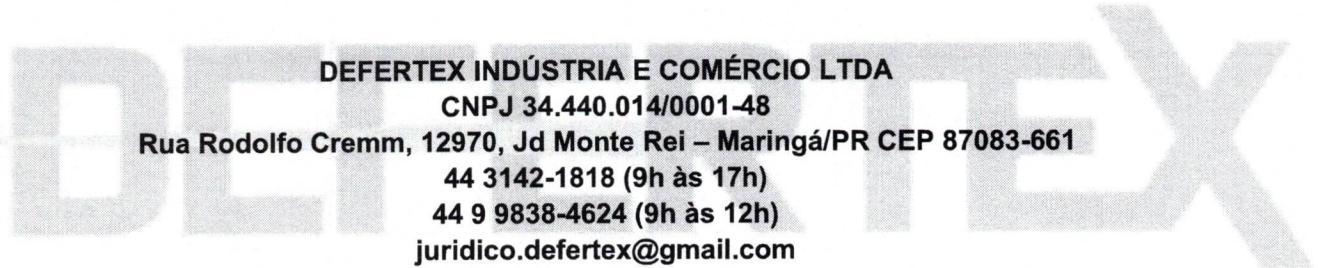 DEFERTEX
DEFERTEX INDÚSTRIA E COMÉRCIO LTDA
CNPJ 34.440.014/0001-48
Rua Rodolfo Cremm, 12970, Jd Monte Rei – Maringá/PR CEP 87083-661
44 3142-1818 (9h às 17h)
44 9 9838-4624 (9h às 12h)
juridico.defertex@gmail.com